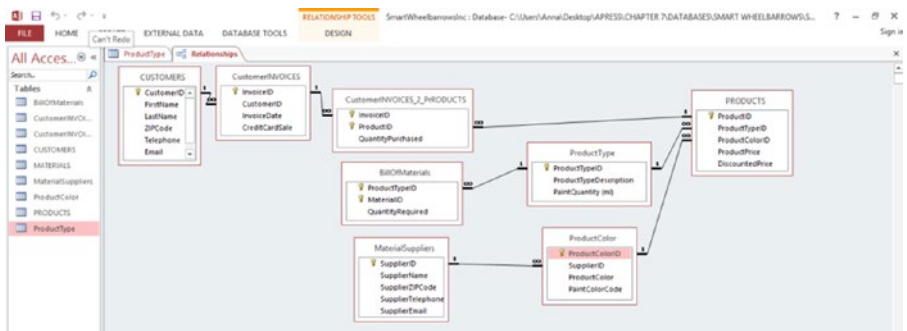 RELATIONSHIP TOOLS
SmartWheelbarrowsInc : Database- C:\Users\Anna\Desktop\APRESS\CHAPTER 7\DATABASES\SMART WHEELBARROWS\S...
Sign in
FILE HOME EXTERNAL DATA DATABASE TOOLS DESIGN
Can't Redo
All Acces...
ProductType
Relationships
Search...
Tables
BillOfMaterials
CustomerINVOI...
CustomerINVOI...
CUSTOMERS
MATERIALS
MaterialSuppliers
ProductColor
PRODUCTS
ProductType
CUSTOMERS
CustomerID
FirstName
LastName
ZIPCode
Telephone
Email
CustomerINVOICES
InvoiceID
CustomerID
InvoiceDate
CreditCardSale
CustomerINVOICES_2_PrRODUCTS
InvoiceID
ProductID
QuantityPurchased
PRODUCTS
ProductID
ProductTypeID
ProductColorID
ProductPrice
DiscountedPrice
ProductType
ProductTypeID
ProductTypeDescription
PaintQuantity (ml)
BillOfMaterials
ProductTypeID
MaterialID
QuantityRequired
ProductColor
ProductColorID
SupplierID
ProductColor
PaintColorCode
MaterialSuppliers
SupplierID
SupplierName
SupplierZIPCode
SupplierTelephone
SupplierEmail